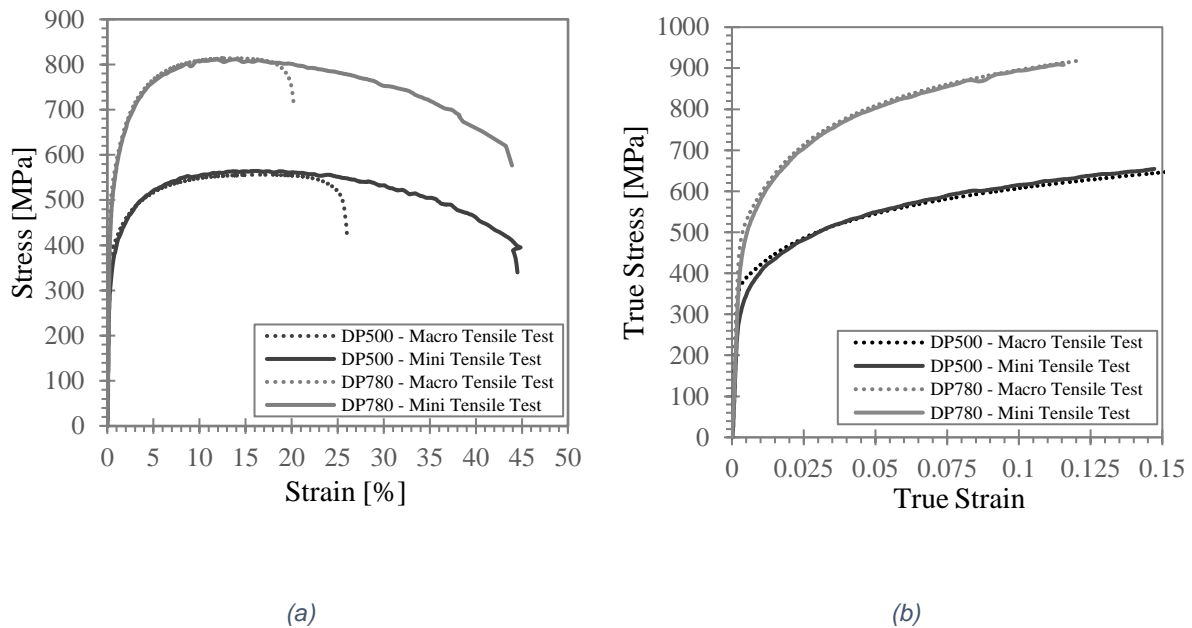 900
800
700
600
500
400
300
200
100
0
Stress [MPa]
0 5 10 15 20 25 30 35 40 45 50
Strain [%]
DP500 - Macro Tensile Test
DP500 - Mini Tensile Test
DP780 - Macro Tensile Test
DP780 - Mini Tensile Test
(a)
1000
900
800
700
600
500
400
300
200
100
0
True Stress [MPa]
0 0.025 0.05 0.075 0.1 0.125 0.15
True Strain
DP500 - Macro Tensile Test
DP500 - Mini Tensile Test
DP780 - Macro Tensile Test
DP780 - Mini Tensile Test
(b)